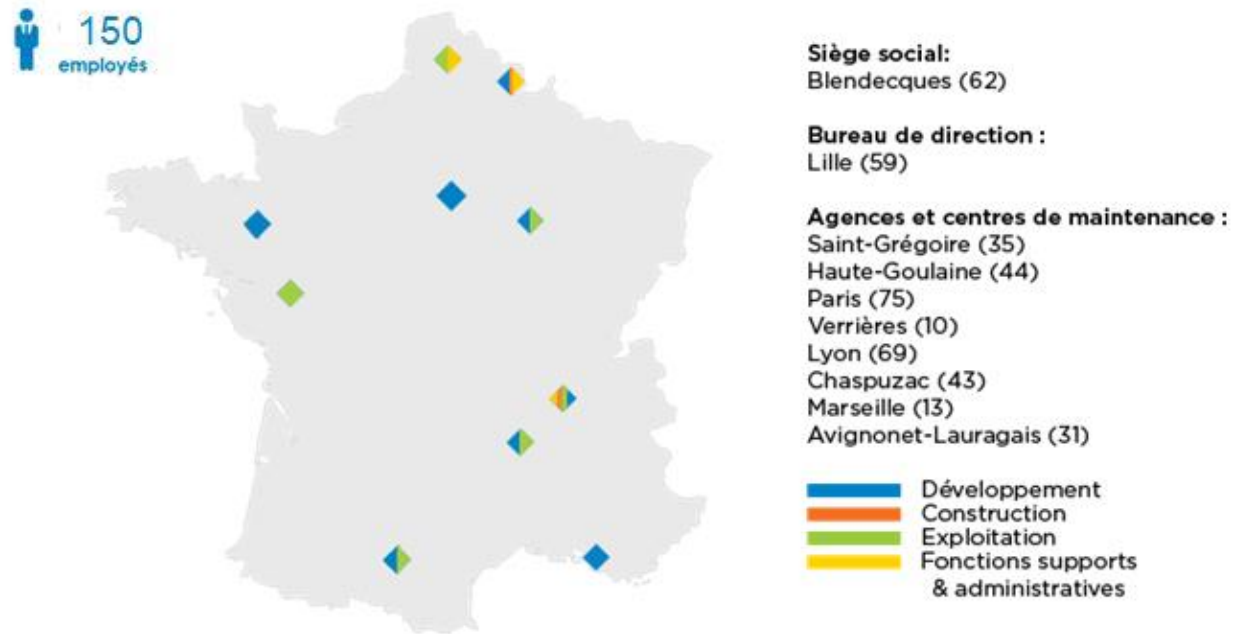 150
employés
Siège social:
Blendecques (62)
Bureau de direction :
Lille (59)
Agences et centres de maintenance :
Saint-Grégoire (35)
Haute-Goulaine (44)
Paris (75)
Verrières (10)
Lyon (69)
Chaspuzac (43)
Marseille (13)
Avignonet-Lauragais (31)
Développement
Construction
Exploitation
Fonctions supports
& administratives